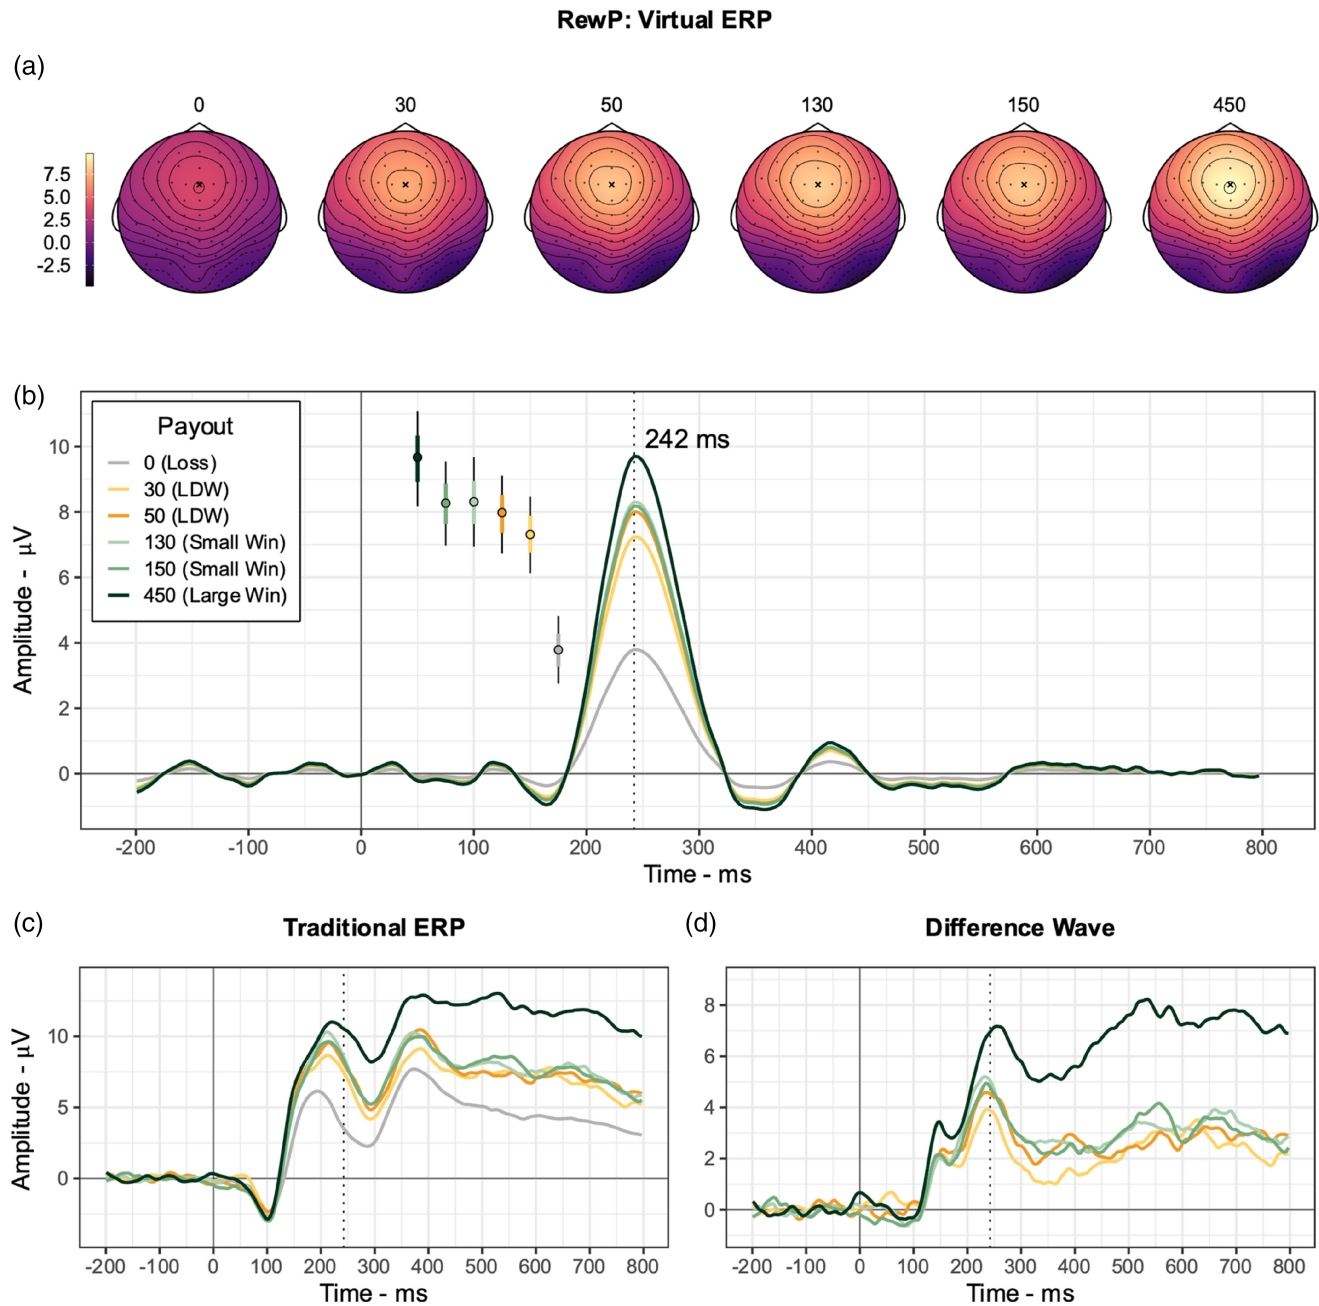 RewP: Virtual ERP
(a)
0 30 50 130 150 450
7.5
5.0
2.5
0.0
-2.5
(b)
Payout
0 (Loss)
30 (LDW)
50 (LDW)
130 (Small Win)
150 (Small Win)
450 (Large Win)
242 ms
10
8
6
4
2
0
Amplitude - μV
-200 -100 0 100 200 300 400 500 600 700 800
Time - ms
(c)
Traditional ERP
10
5
0
Amplitude - μV
-200 -100 0 100 200 300 400 500 600 700 800
Time - ms
(d)
Difference Wave
8
6
4
2
0
-200 -100 0 100 200 300 400 500 600 700 800
Time - ms